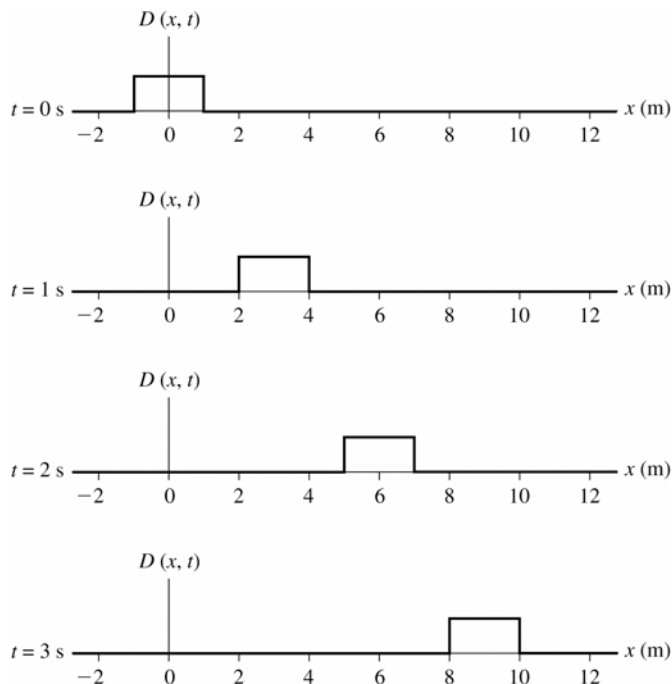 D (x, t)
t = 0 s
x (m)
−2 0 2 4 6 8 10 12
D (x, t)
t = 1 s
x (m)
−2 0 2 4 6 8 10 12
D (x, t)
t = 2 s
x (m)
−2 0 2 4 6 8 10 12
D (x, t)
t = 3 s
x (m)
−2 0 2 4 6 8 10 12